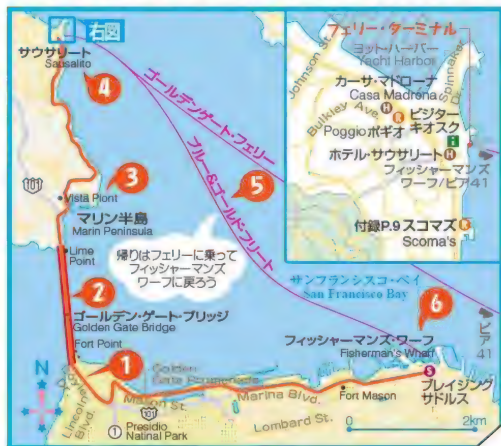 右図
サウサリート
Sausalito
4
ゴールデンゲート・フェリー
ブルー&ゴールド・フリート
101
3
Vista Piont
マリン半島
Marin Peninsula
5
Lime
Point
帰りはフェリーに乗って
フィッシャーマンズ
ワーフに戻ろう
サンフランシスコ・ベイ
San Francisco Bay
2
ゴールデン・ゲート・ブリッジ
Golden Gate Bridge
6
フィッシャーマンズ・ワーフ
Fisherman's Wharf
ピア
41
Fort Point
1
N
Golden
Gate Promenade
S
ブレイジング
サドルス
Lincoln
Blvd.
Mason St.
Marina Blvd.
Fort Mason
101
Lombard St.
1
Presidio
Natinal Park
0
2km
フェリー・ターミナル
ヨット・ハーバー
Yacht Harbor
Johnson St.
Spinnaker
Dr.
カーサ・マドローナ
Casa Madrona
H
Bulkley Ave.
R
ビジター
キオスク
Poggioポギオ
i
ホテル・サウサリート
H
フィッシャーマンズ
ワーフ/ピア41
付録P.9 スコマズ
R
Scoma's